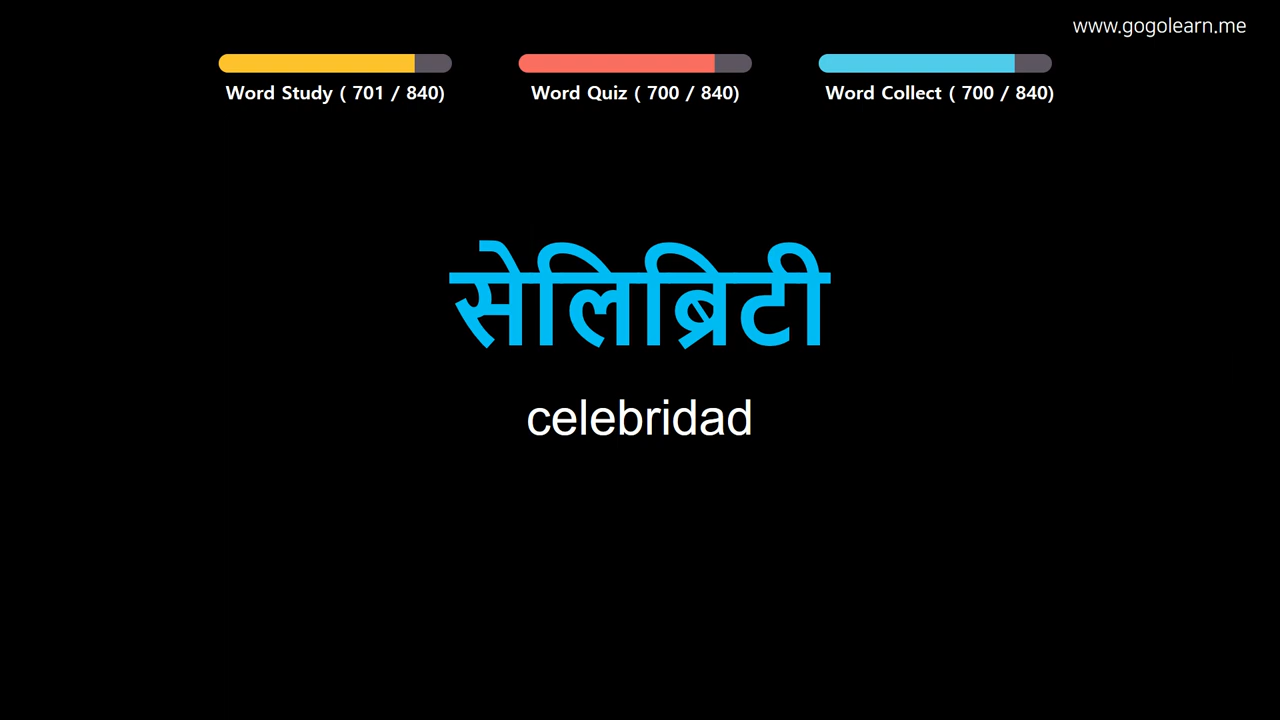 www.gogolearn.me
Word Study ( 701 / 840)
Word Quiz ( 700 / 840)
Word Collect ( 700 / 840)
सेलिब्रिटी
celebridad